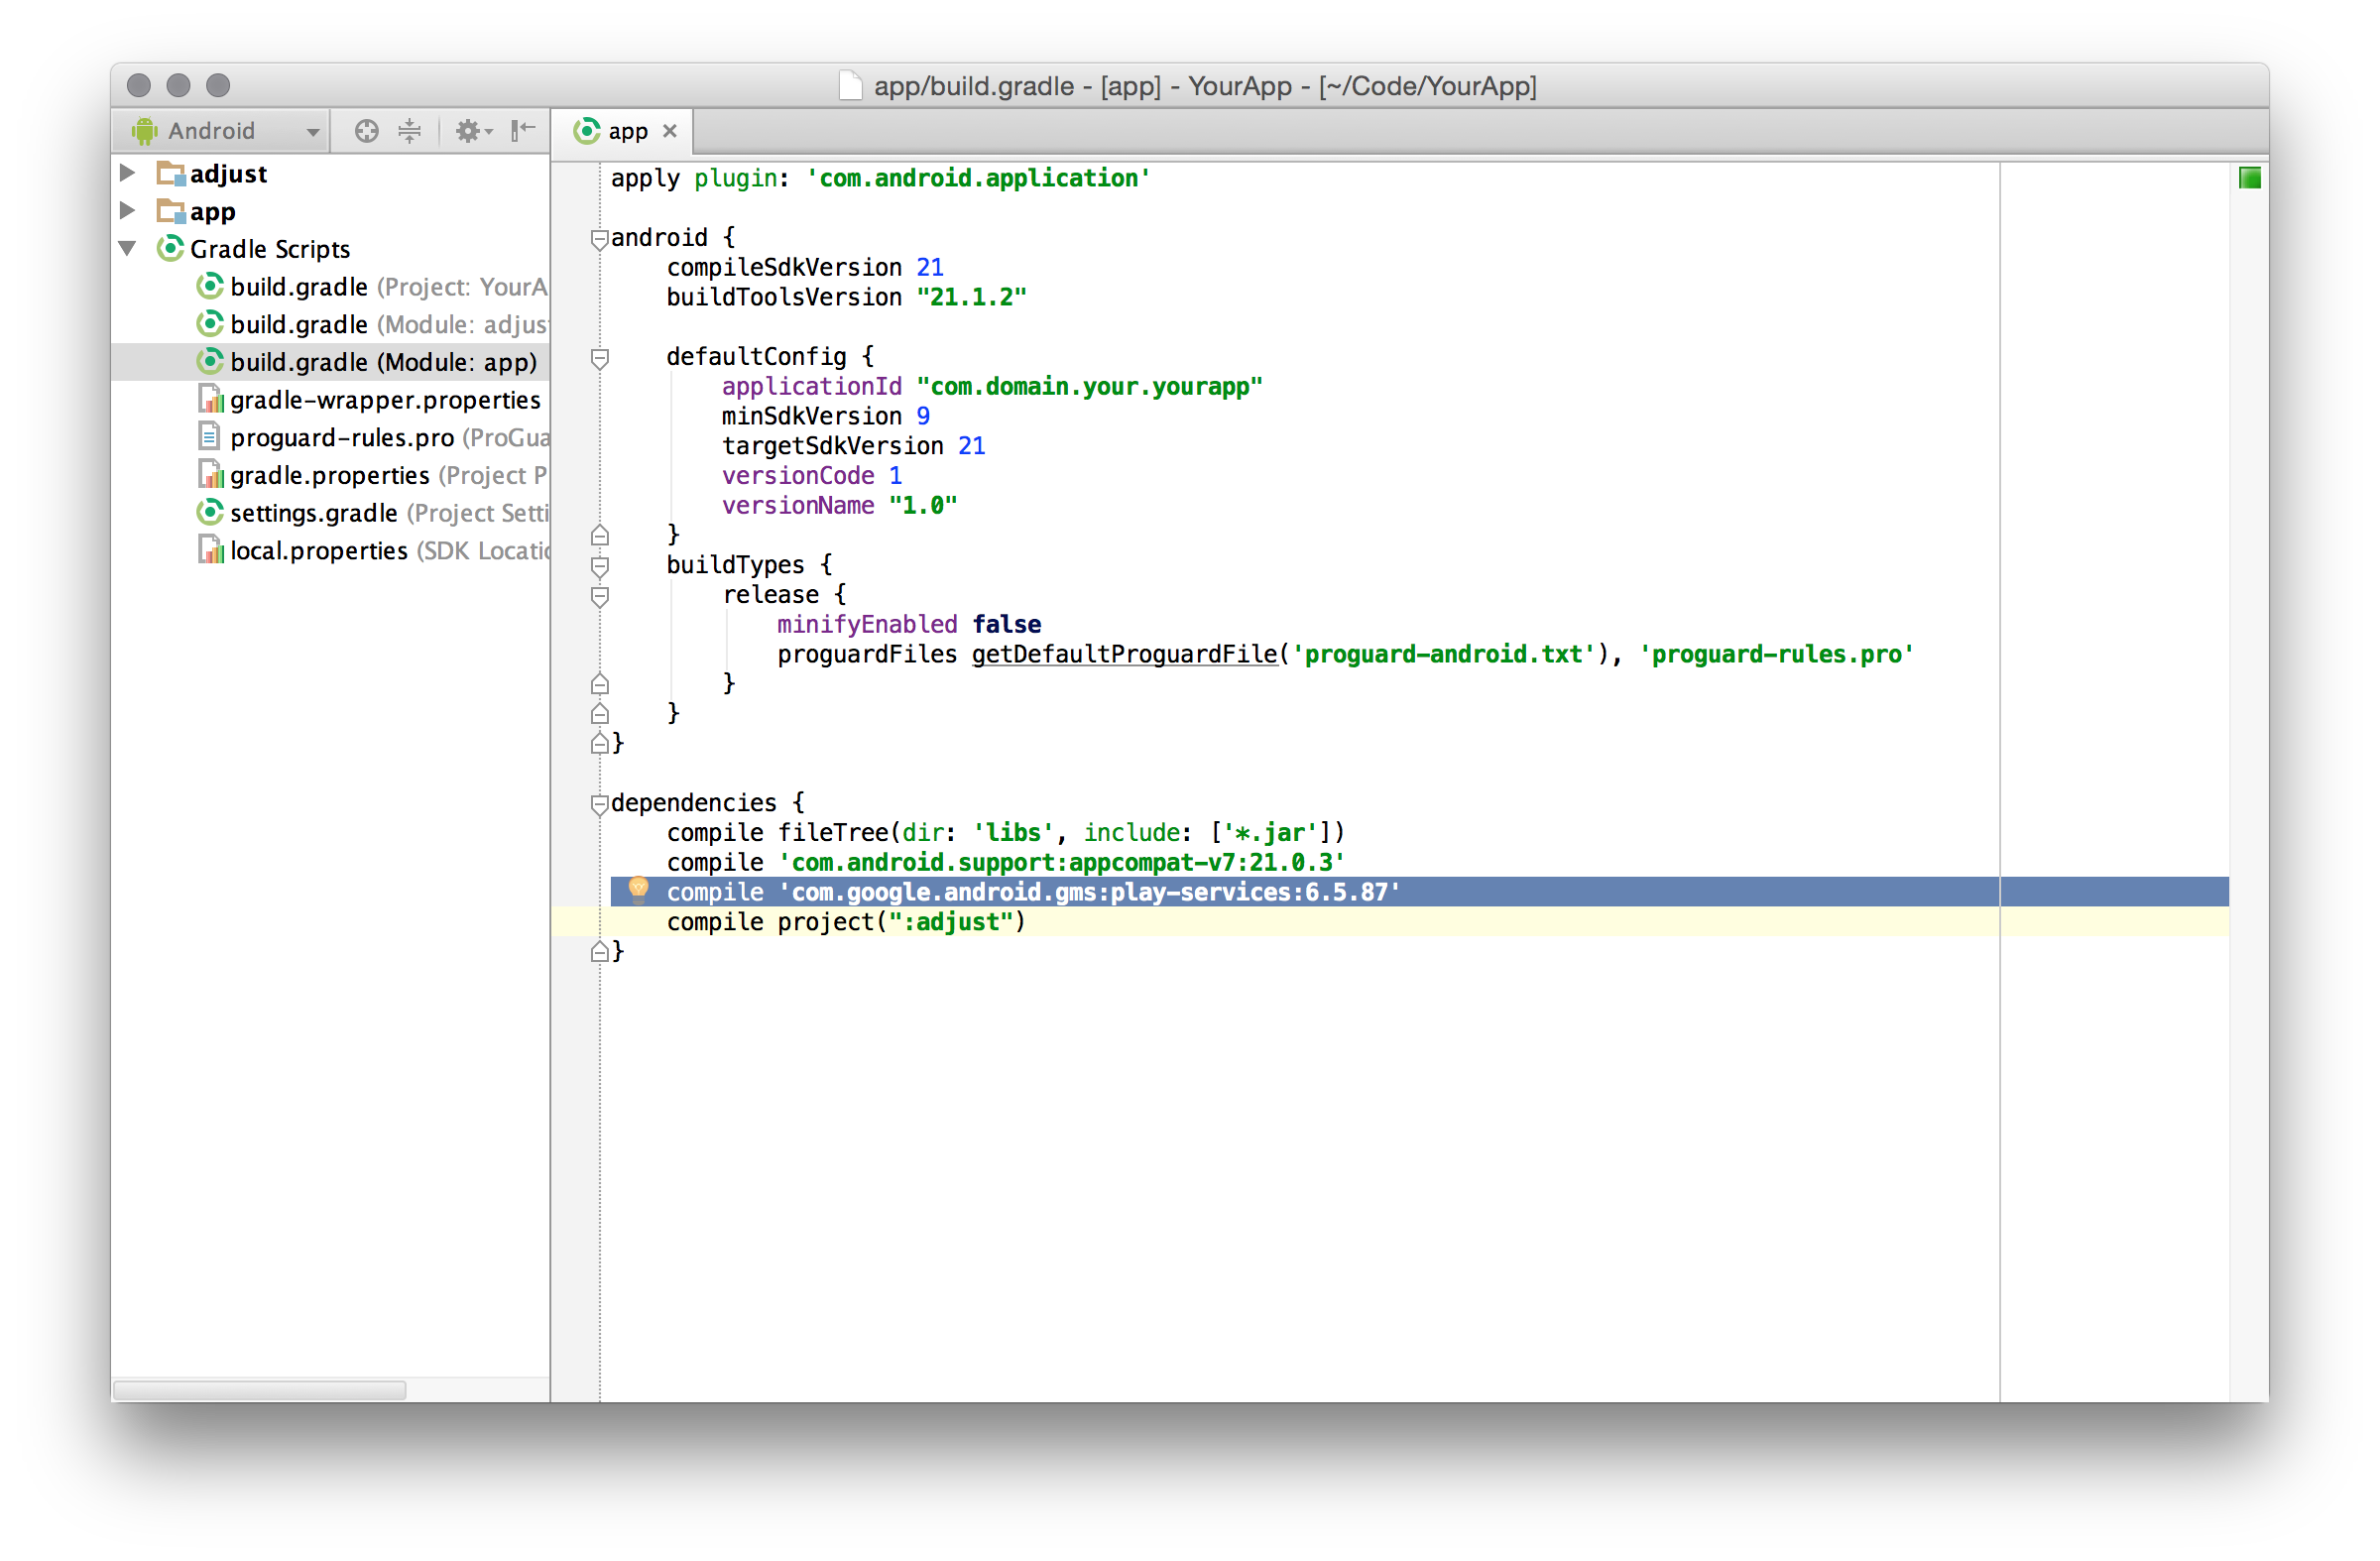 app/build.gradle - [app] - YourApp - [~/Code/YourApp]
Android
app
adjust
app
Gradle Scripts
build.gradle (Project: YourA
build.gradle (Module: adjus
build.gradle (Module: app)
gradle-wrapper.properties
proguard-rules.pro (ProGua
gradle.properties (Project P
settings.gradle (Project Setti
local.properties (SDK Locatio
apply plugin: 'com.android.application'
android {
compileSdkVersion 21
buildToolsVersion "21.1.2"
defaultConfig {
applicationId "com.domain.your.yourapp"
minSdkVersion 9
targetSdkVersion 21
versionCode 1
versionName "1.0"
}
buildTypes {
release {
minifyEnabled false
proguardFiles getDefaultProguardFile('proguard-android.txt'), 'proguard-rules.pro'
}
}
}
dependencies {
compile fileTree(dir: 'libs', include: ['*.jar'])
compile 'com.android.support:appcompat-v7:21.0.3'
compile 'com.google.android.gms:play-services:6.5.87'
compile project(":adjust")
}